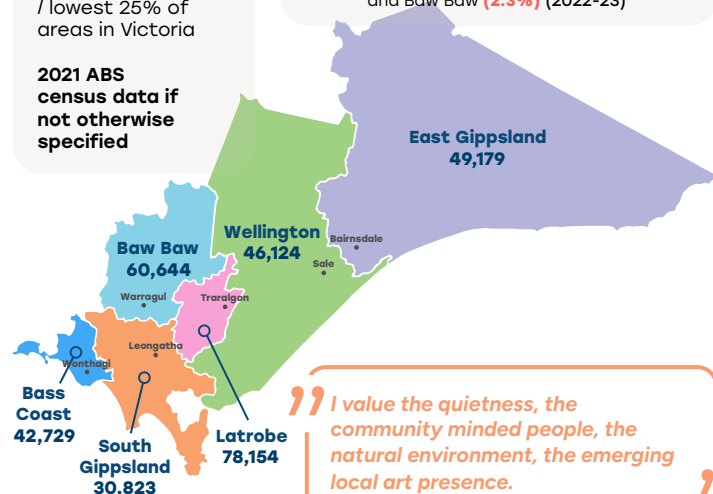 / lowest 25% of
areas in Victoria
2021 ABS
census data if
not otherwise
specified
and Baw Baw (2.3%) (2022-23)
East Gippsland
49,179
Wellington
46,124
Bairnsdale
Sale
Baw Baw
60,644
Warragul
Traralgon
Leongatha
Wonthagi
Bass
Coast
42,729
South
Gippsland
30,823
Latrobe
78,154
I value the quietness, the
community minded people, the
natural environment, the emerging
local art presence.